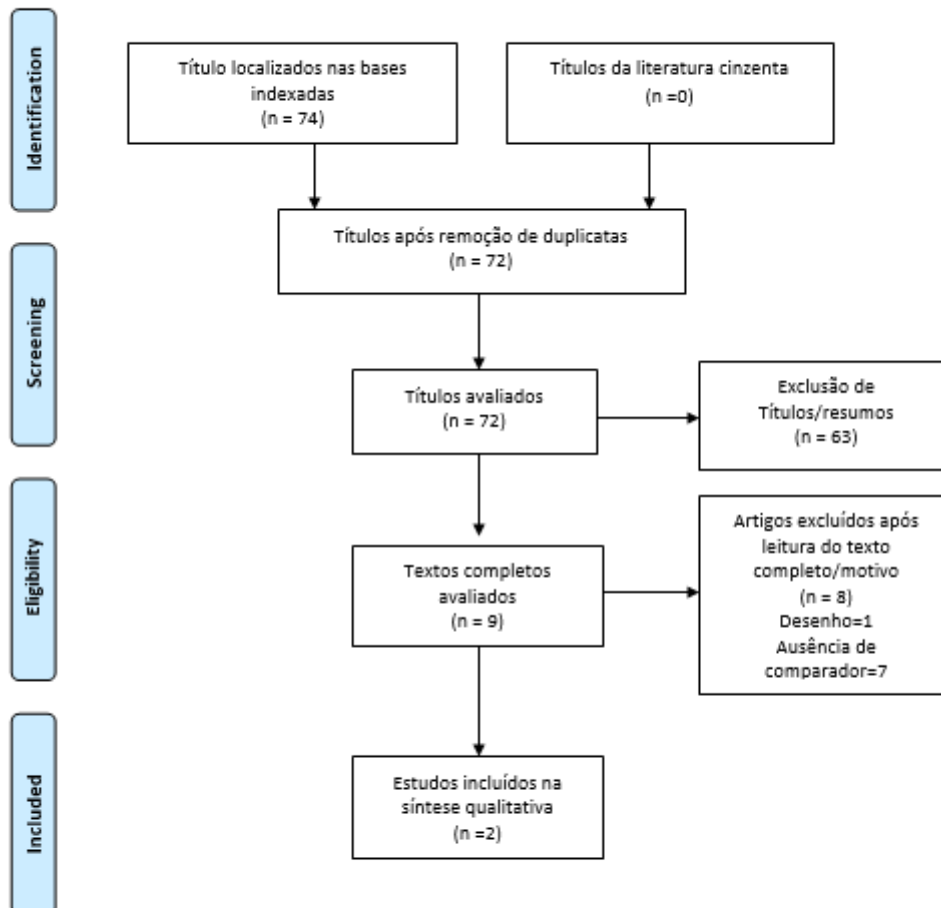 Identification
Título localizados nas bases
indexadas
(n = 74)
Títulos da literatura cinzenta
(n =0)
Títulos após remoção de duplicatas
(n = 72)
Screening
Títulos avaliados
(n = 72)
Exclusão de
Títulos/resumos
(n = 63)
Eligibility
Textos completos
avaliados
(n = 9)
Artigos excluídos após
leitura do texto
completo/motivo
(n = 8)
Desenho=1
Ausência de
comparador=7
Included
Estudos incluídos na
síntese qualitativa
(n =2)